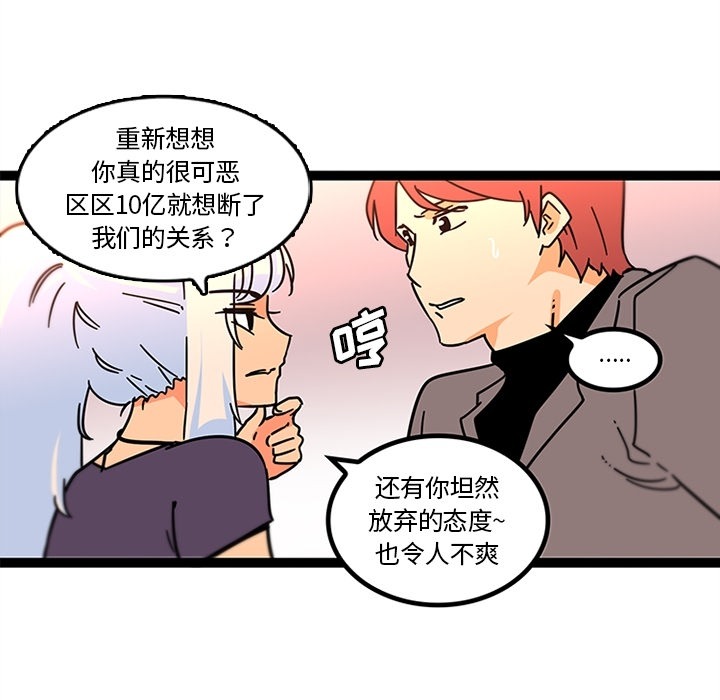 重新想想
你真的很可恶
区区10亿就想断了
我们的关系？
哼
……
还有你坦然
放弃的态度~
也令人不爽